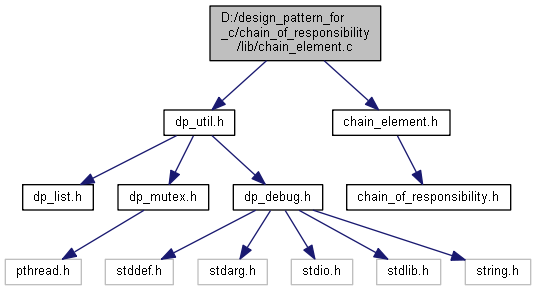 D:/design_pattern_for
_c/chain_of_responsibility
/lib/chain_element.c
dp_util.h
chain_element.h
dp_list.h
dp_mutex.h
dp_debug.h
chain_of_responsibility.h
pthread.h
stddef.h
stdarg.h
stdio.h
stdlib.h
string.h